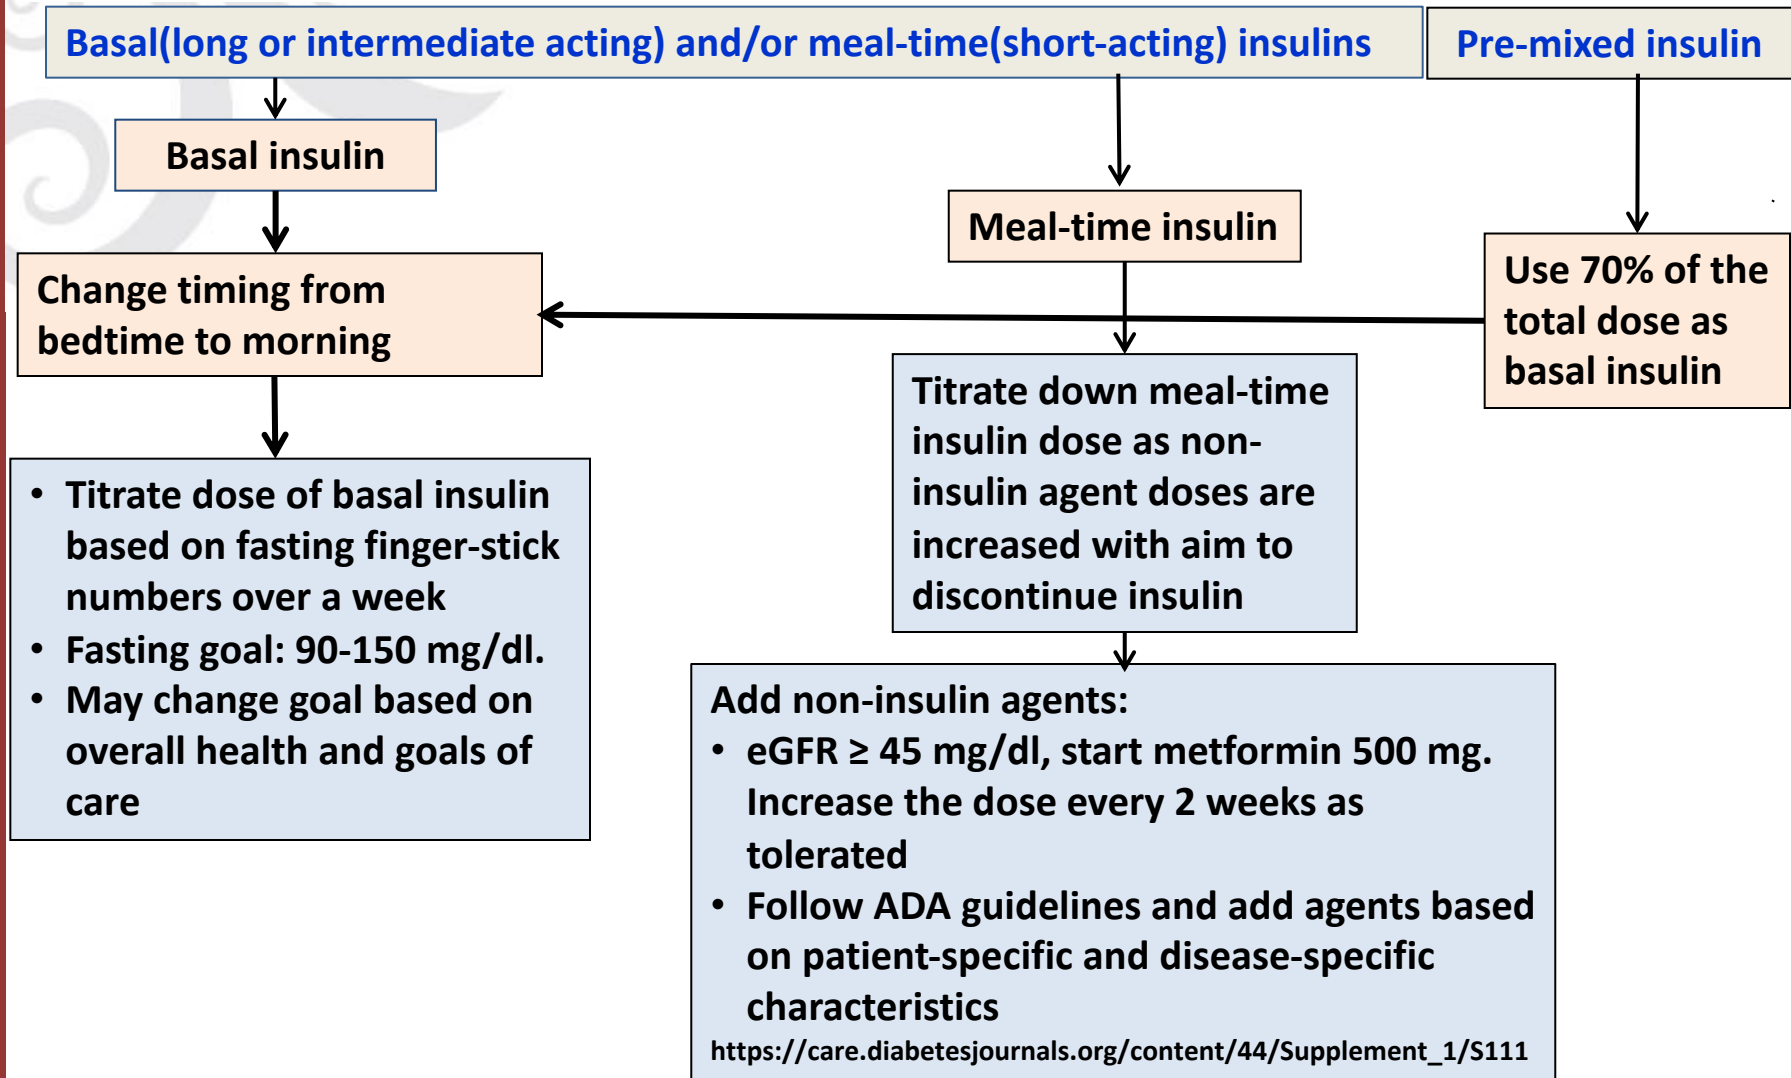 Basal(long or intermediate acting) and/or meal-time(short-acting) insulins
Pre-mixed insulin
Basal insulin
Meal-time insulin
Change timing from
bedtime to morning
Use 70% of the
total dose as
basal insulin
• Titrate dose of basal insulin
based on fasting finger-stick
numbers over a week
• Fasting goal: 90-150 mg/dl.
• May change goal based on
overall health and goals of
care
Titrate down meal-time
insulin dose as non-
insulin agent doses are
increased with aim to
discontinue insulin
Add non-insulin agents:
• eGFR ≥ 45 mg/dl, start metformin 500 mg.
Increase the dose every 2 weeks as
tolerated
• Follow ADA guidelines and add agents based
on patient-specific and disease-specific
characteristics
https://care.diabetesjournals.org/content/44/Supplement_1/S111